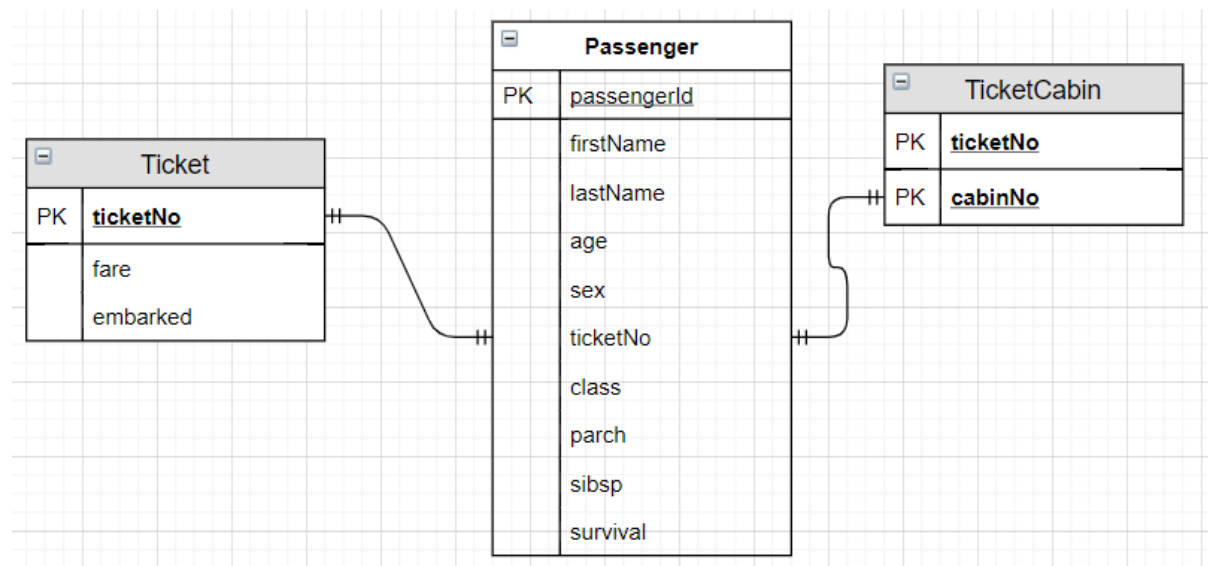 Ticket
PK ticketNo
fare
embarked
Passenger
PK passengerId
firstName
lastName
age
sex
ticketNo
class
parch
sibsp
survival
TicketCabin
PK ticketNo
PK cabinNo